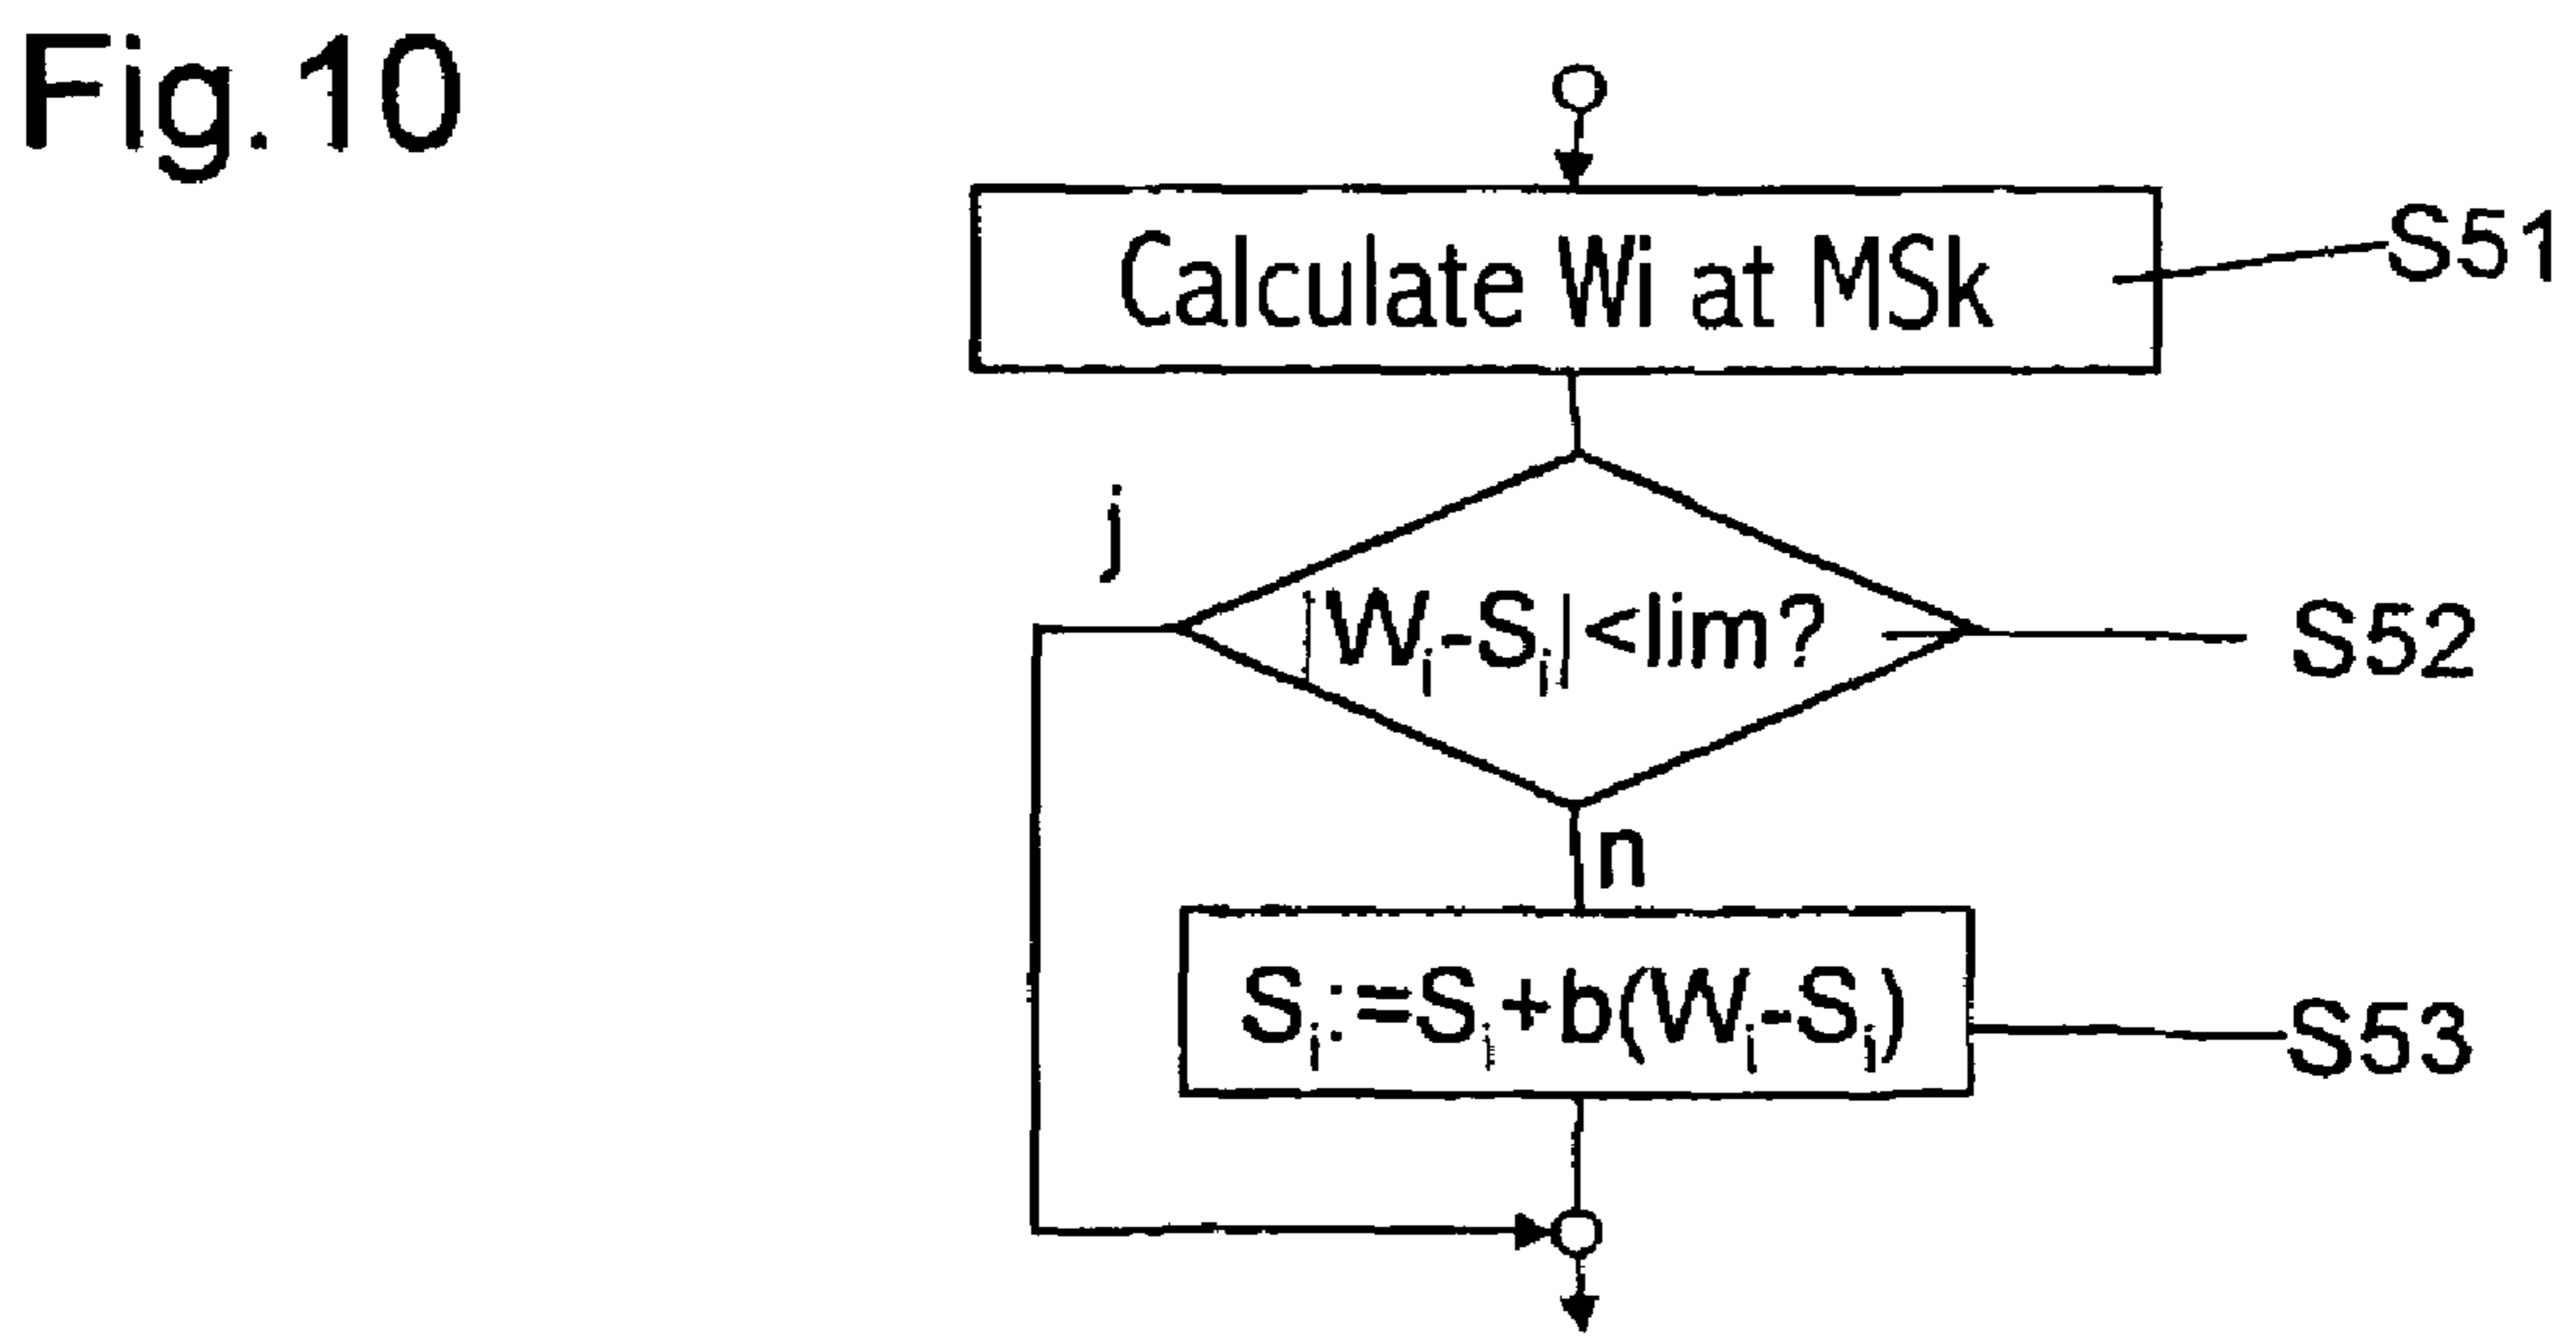 Fig.10
Calculate Wi at MSk
S51
j
|Wᵢ-Sᵢ|<lim?
S52
n
Sᵢ:=Sᵢ+b(Wᵢ-Sᵢ)
S53